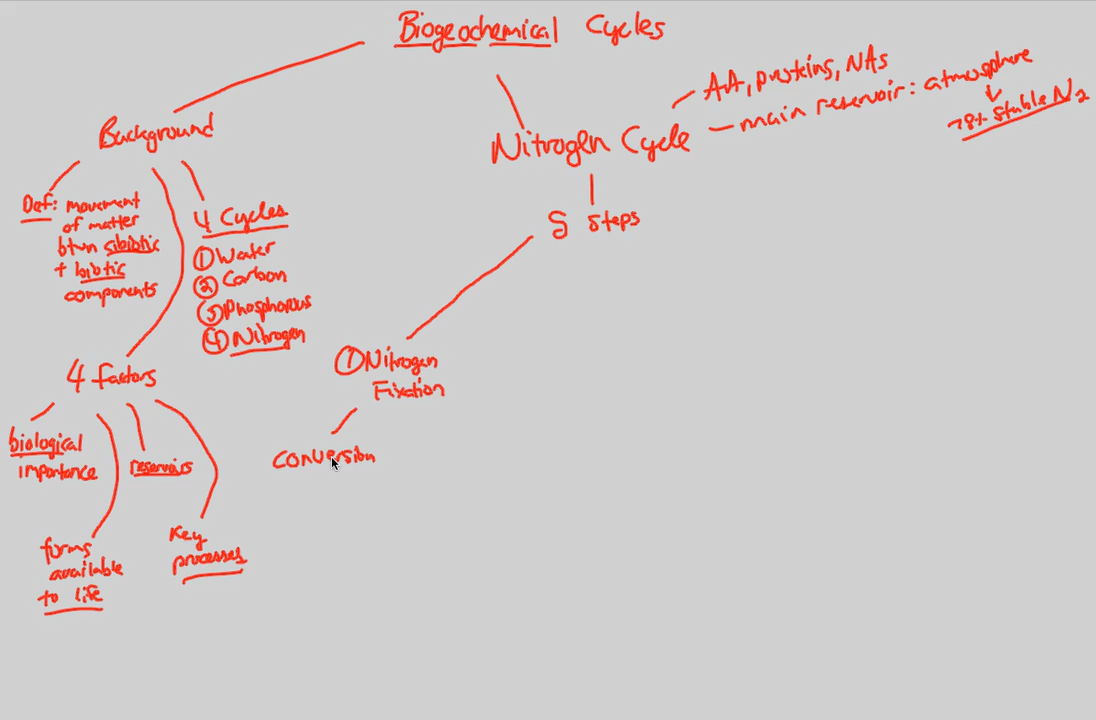 Biogeochemical Cycles
Background
Def: movement
of matter
btwn abiotic
+ biotic
components
4 Cycles
① Water
② Carbon
③ Phosphorous
④ Nitrogen
4 factors
biological
importance
forms
available
to life
reservoirs
Key
processes
Nitrogen Cycle
AA, proteins, NAs
main reservoir: atmosphere
78% stable N2
5 steps
① Nitrogen
Fixation
conversion